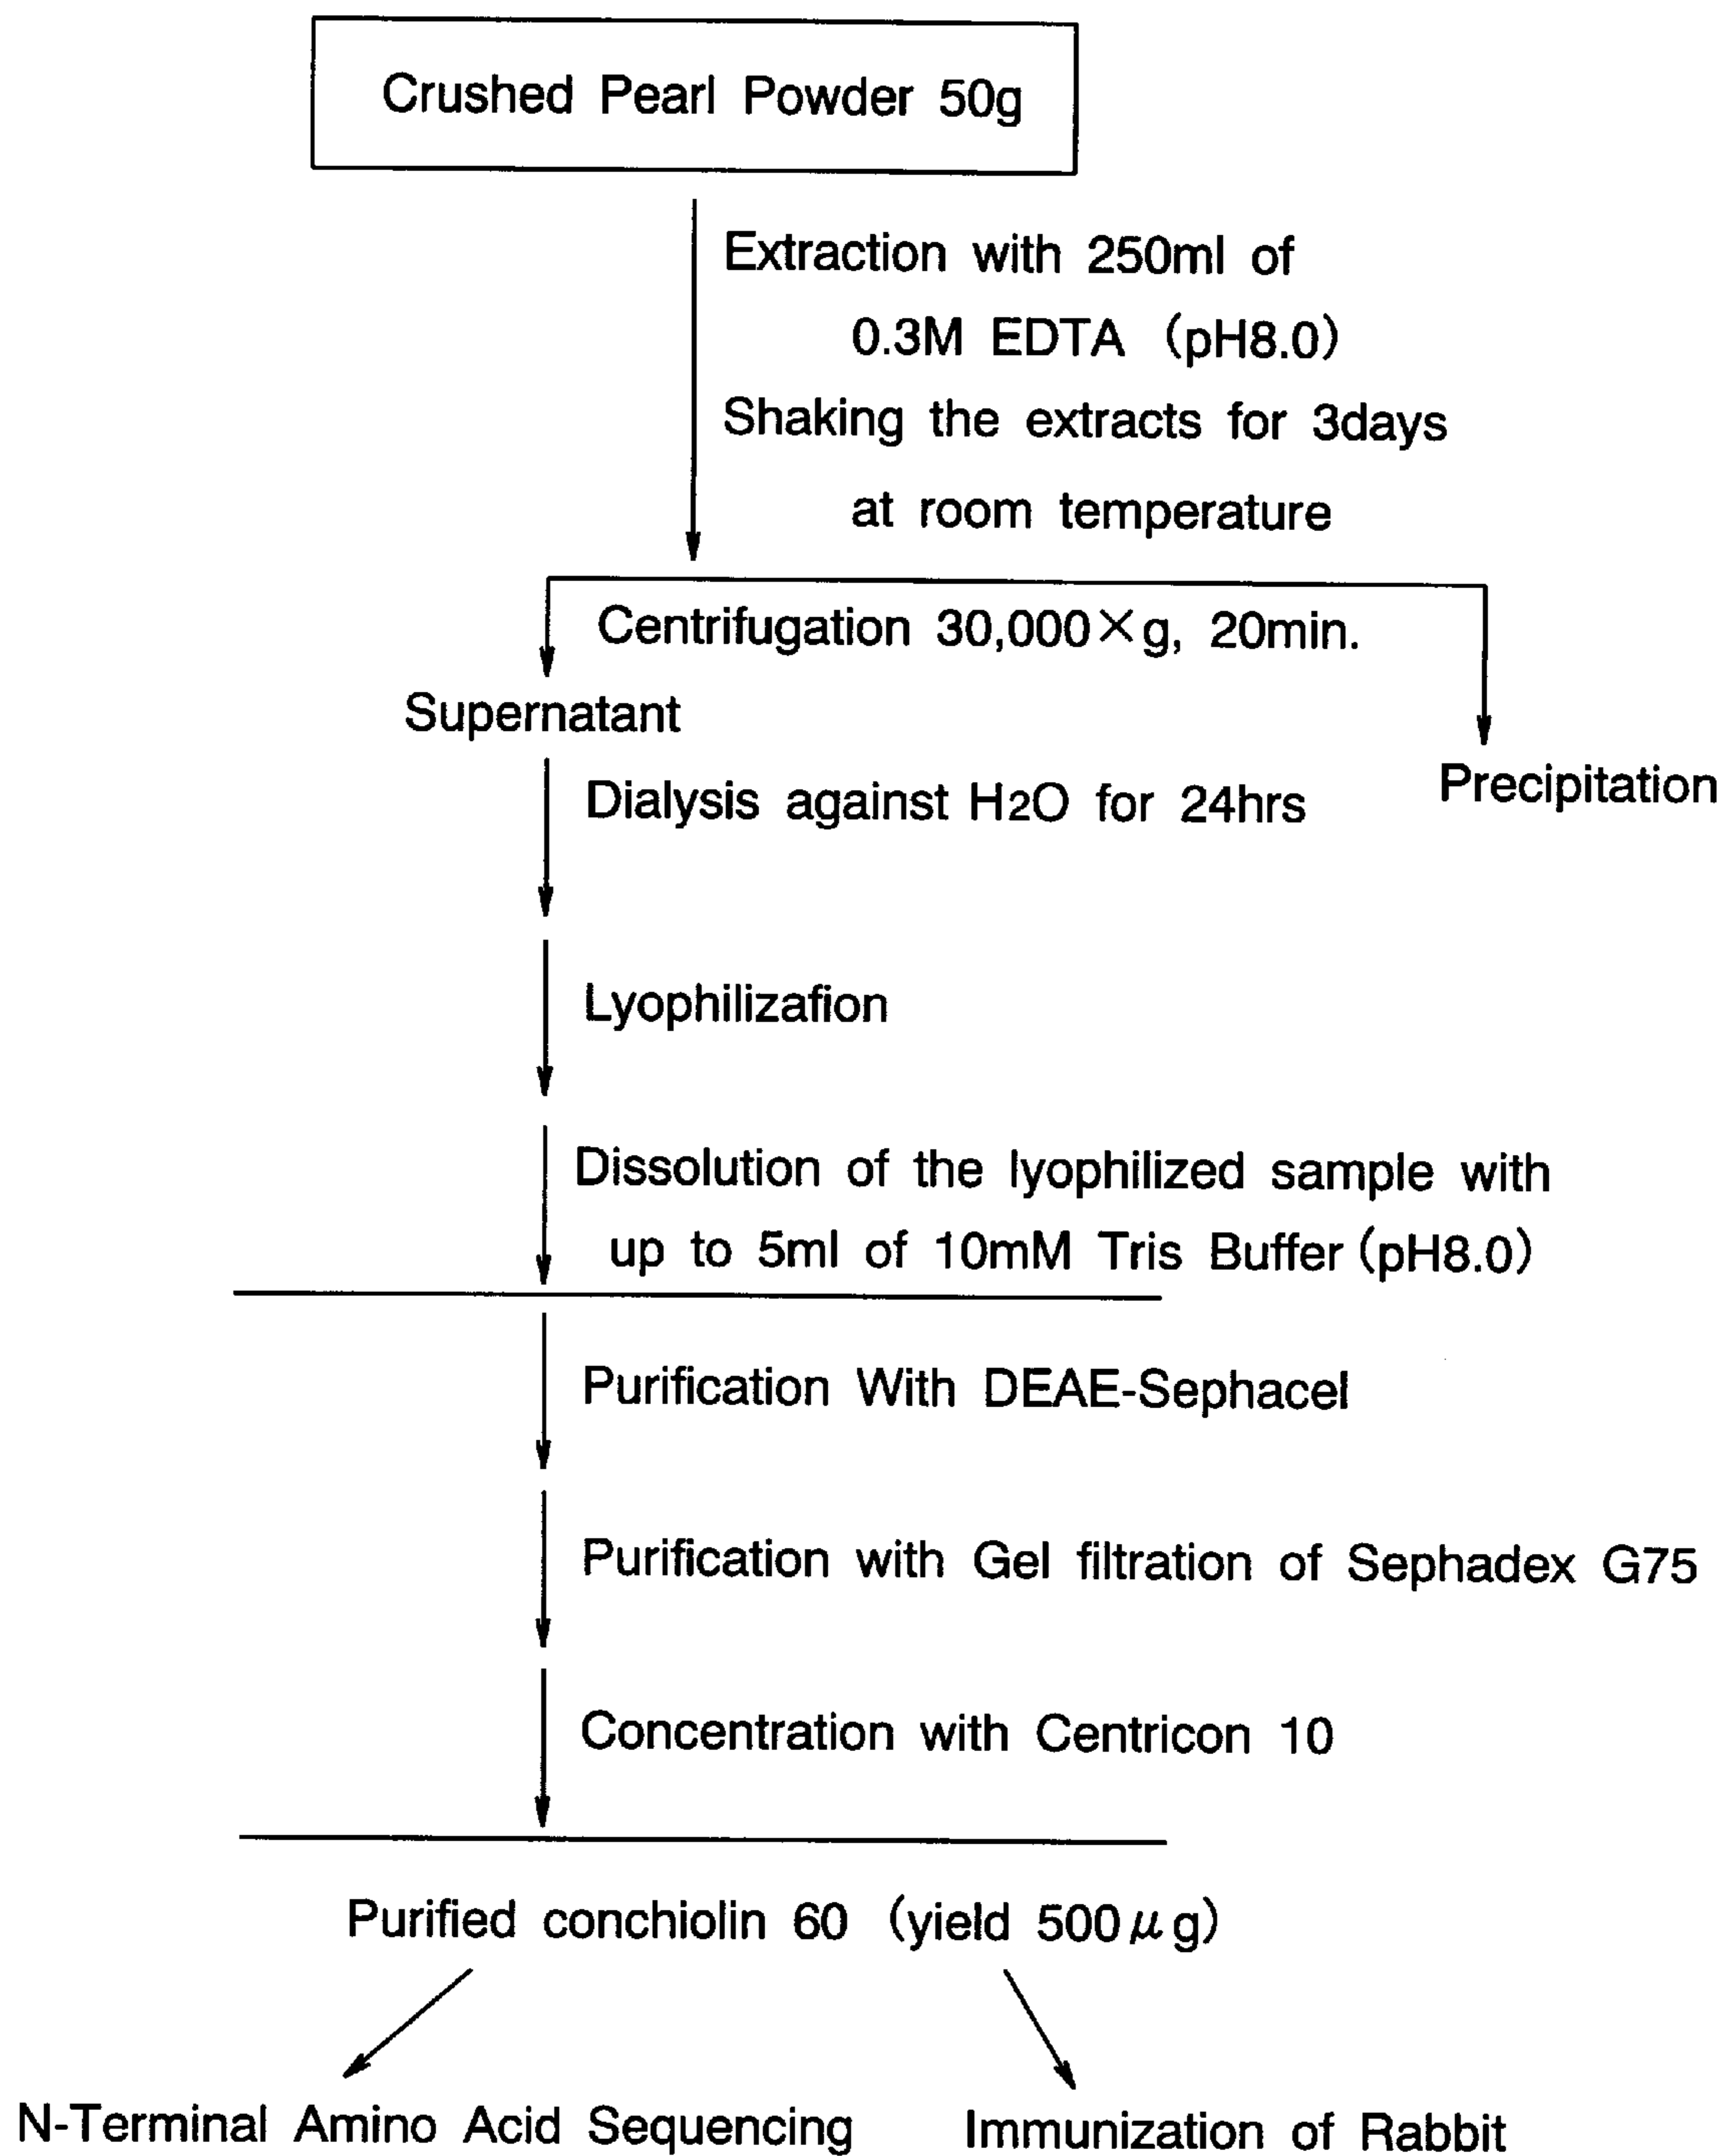 Crushed Pearl Powder 50g
Extraction with 250ml of
0.3M EDTA (pH8.0)
Shaking the extracts for 3days
at room temperature
Centrifugation 30,000×g, 20min.
Supernatant
Precipitation
Dialysis against H2O for 24hrs
Lyophilizafion
Dissolution of the lyophilized sample with
up to 5ml of 10mM Tris Buffer (pH8.0)
Purification With DEAE-Sephacel
Purification with Gel filtration of Sephadex G75
Concentration with Centricon 10
Purified conchiolin 60 (yield 500μg)
N-Terminal Amino Acid Sequencing
Immunization of Rabbit